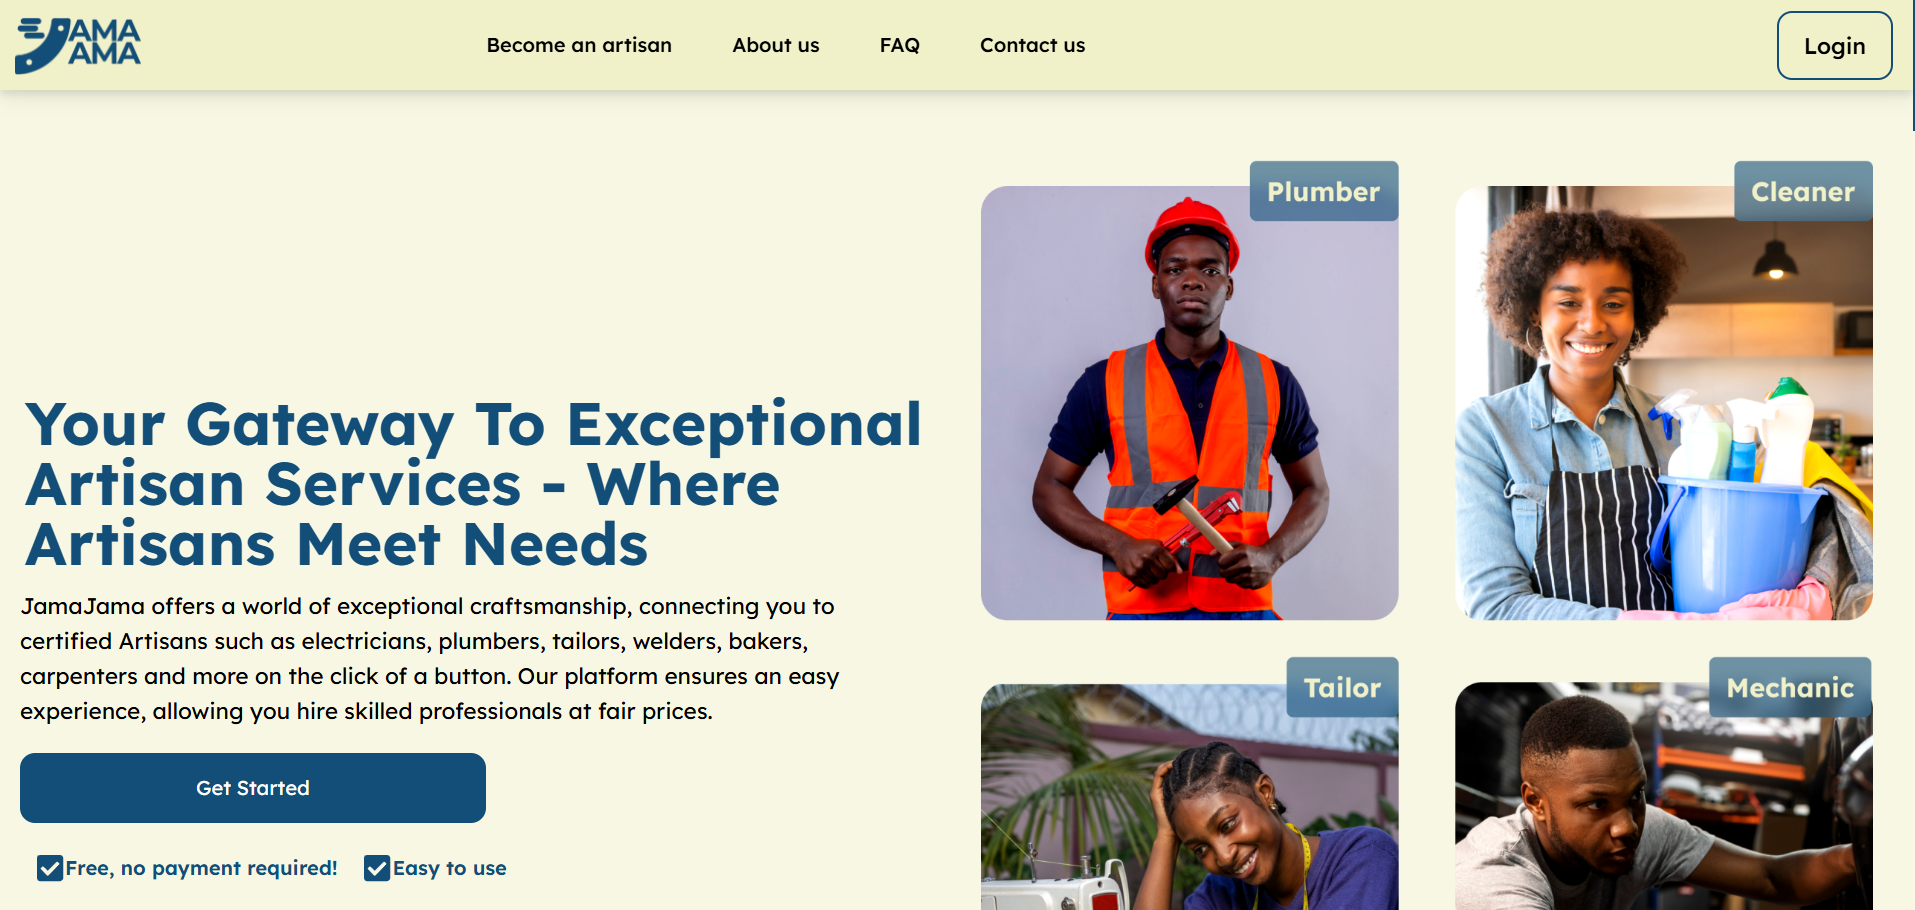 JAMA
AMA
Become an artisan
About us
FAQ
Contact us
Login
Your Gateway To Exceptional
Artisan Services - Where
Artisans Meet Needs
JamaJama offers a world of exceptional craftsmanship, connecting you to
certified Artisans such as electricians, plumbers, tailors, welders, bakers,
carpenters and more on the click of a button. Our platform ensures an easy
experience, allowing you hire skilled professionals at fair prices.
Get Started
Free, no payment required!
Easy to use
Plumber
Cleaner
Tailor
Mechanic